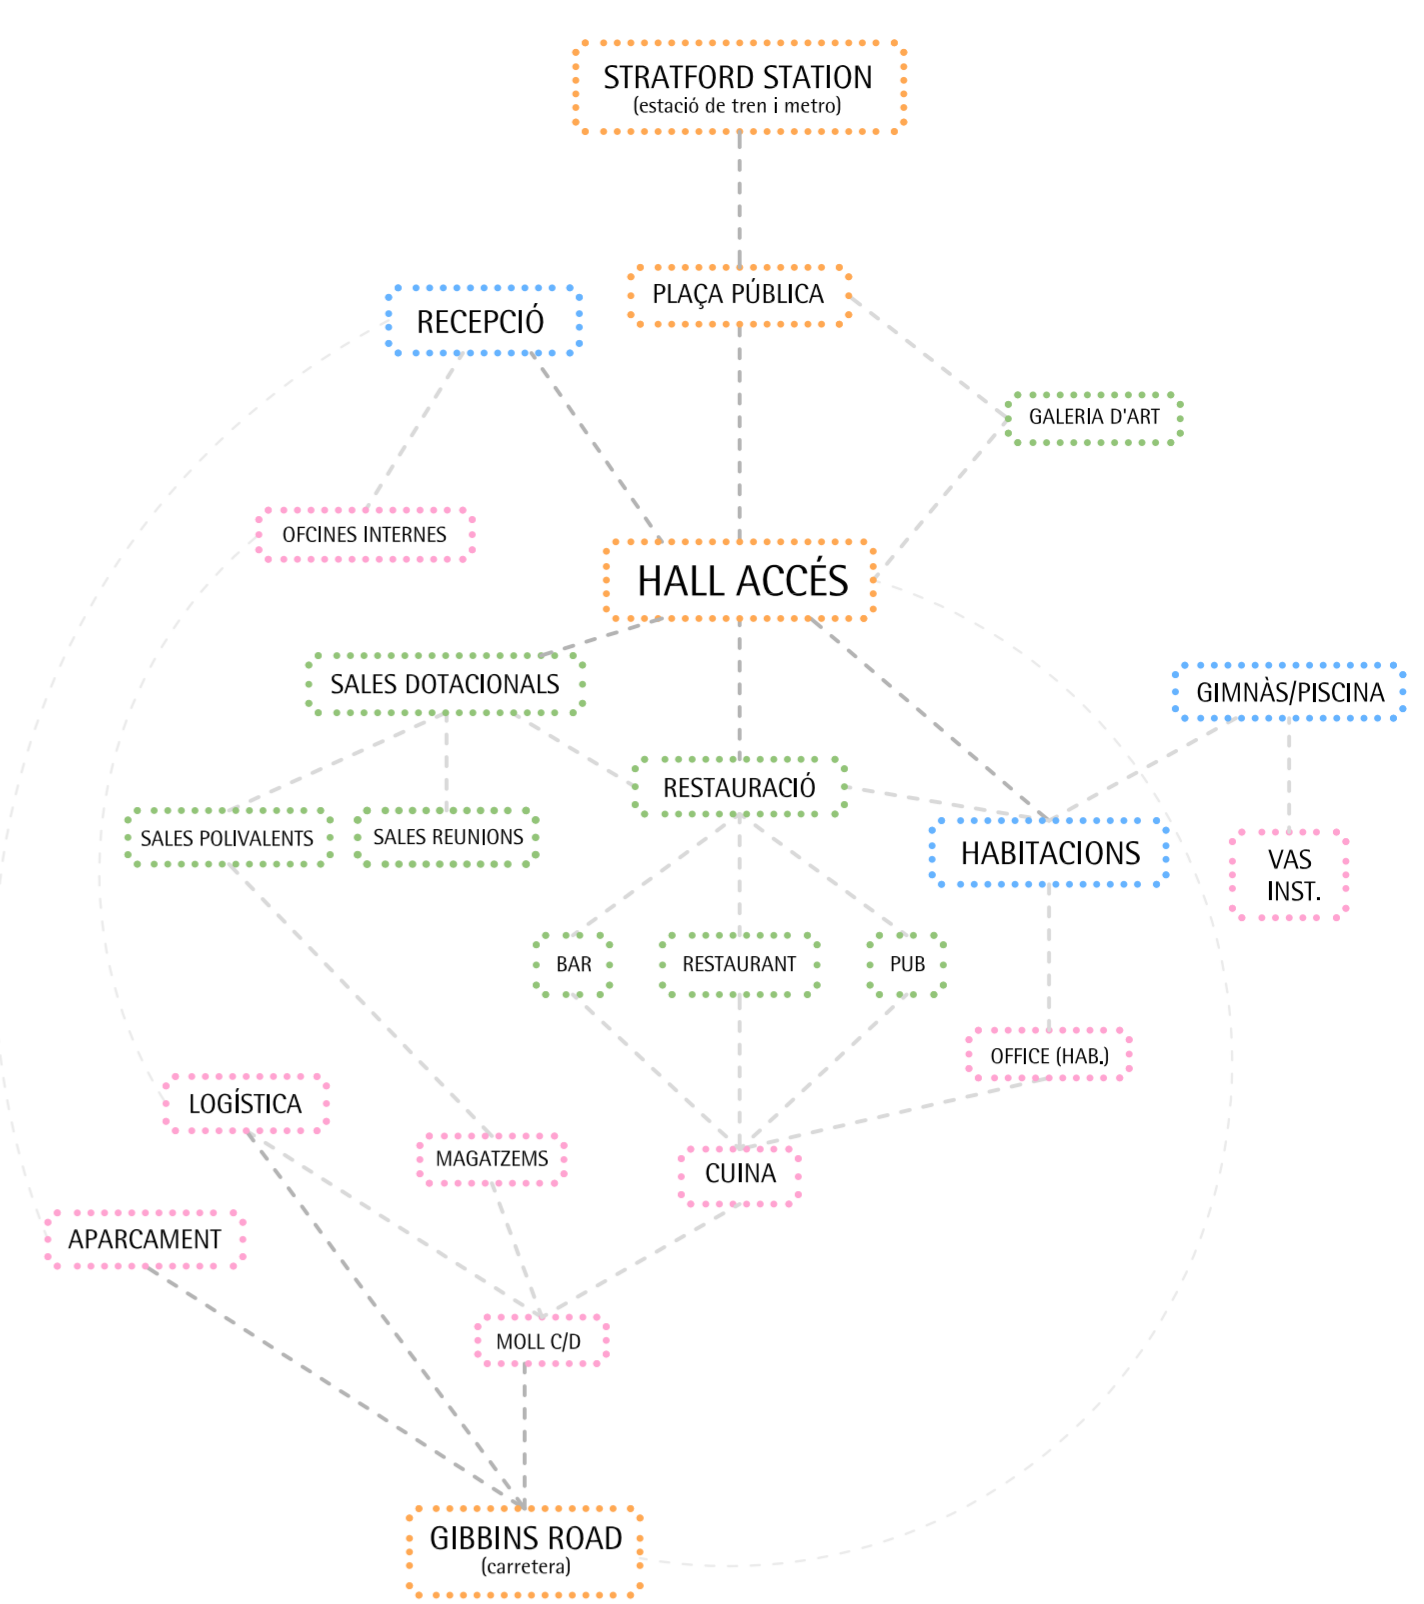 STRATFORD STATION
(estació de tren i metro)
PLAÇA PÚBLICA
RECEPCIÓ
GALERIA D'ART
OFCINES INTERNES
HALL ACCÉS
SALES DOTACIONALS
GIMNÀS/PISCINA
RESTAURACIÓ
SALES POLIVALENTS
SALES REUNIONS
HABITACIONS
VAS
INST.
BAR
RESTAURANT
PUB
OFFICE (HAB.)
LOGÍSTICA
MAGATZEMS
CUINA
APARCAMENT
MOLL C/D
GIBBINS ROAD
(carretera)